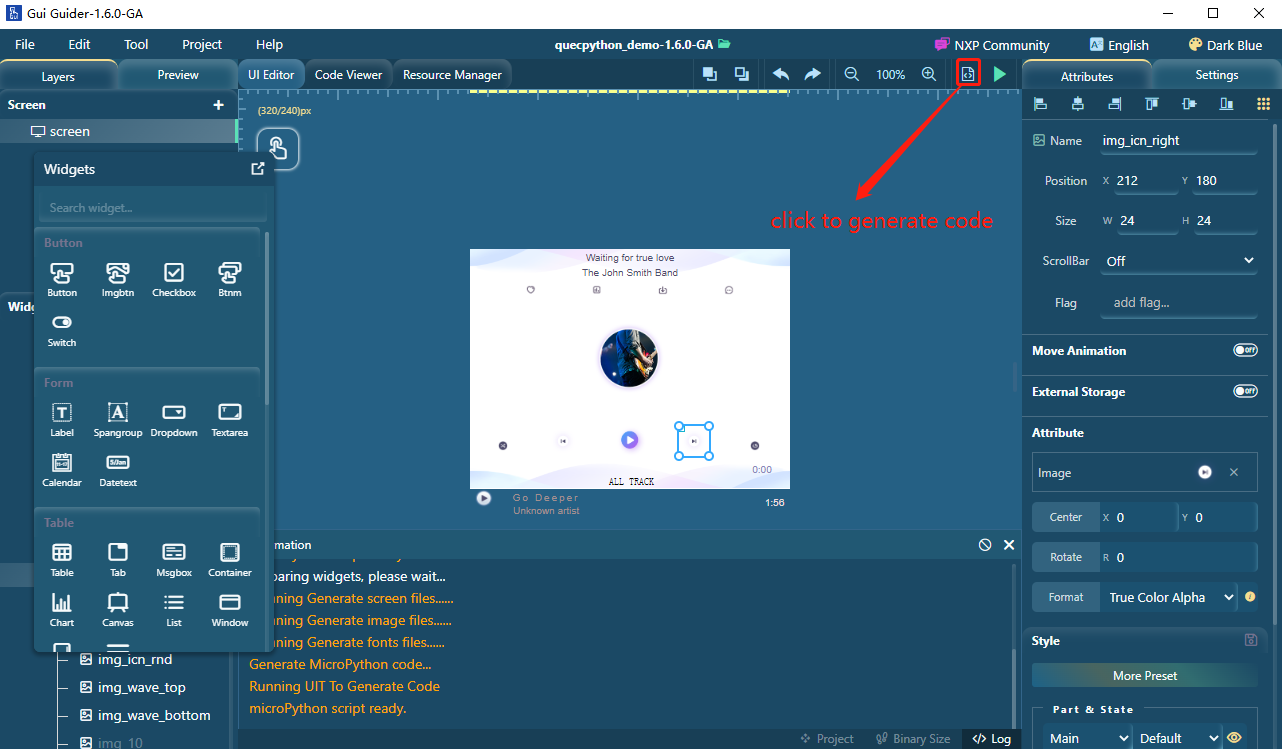 Gui Guider-1.6.0-GA
File Edit Tool Project Help
quecpython_demo-1.6.0-GA
NXP Community English Dark Blue
Layers Preview
UI Editor Code Viewer Resource Manager
100%
Attributes Settings
Screen +
screen
(320/240)px
Widgets
Search widget...
Button
Button Imgbtn Checkbox Btnm
Switch
Form
Label Spangroup Dropdown Textarea
Calendar Datetext
Table
Table Tab Msgbox Container
Chart Canvas List Window
img_icn_rnd
img_wave_top
img_wave_bottom
img_10
click to generate code
Waiting for true love
The John Smith Band
0:00
ALL TRACK
Go Deeper
Unknown artist
1:56
mation
paring widgets, please wait...
ning Generate screen files......
ning Generate image files......
ning Generate fonts files......
Generate MicroPython code...
Running UIT To Generate Code
microPython script ready.
Project Binary Size Log
Name img_icn_right
Position X 212 Y 180
Size W 24 H 24
ScrollBar Off
Flag add flag...
Move Animation OFF
External Storage OFF
Attribute
Image
Center X 0 Y 0
Rotate R 0
Format True Color Alpha
Style
More Preset
Part & State
Main Default